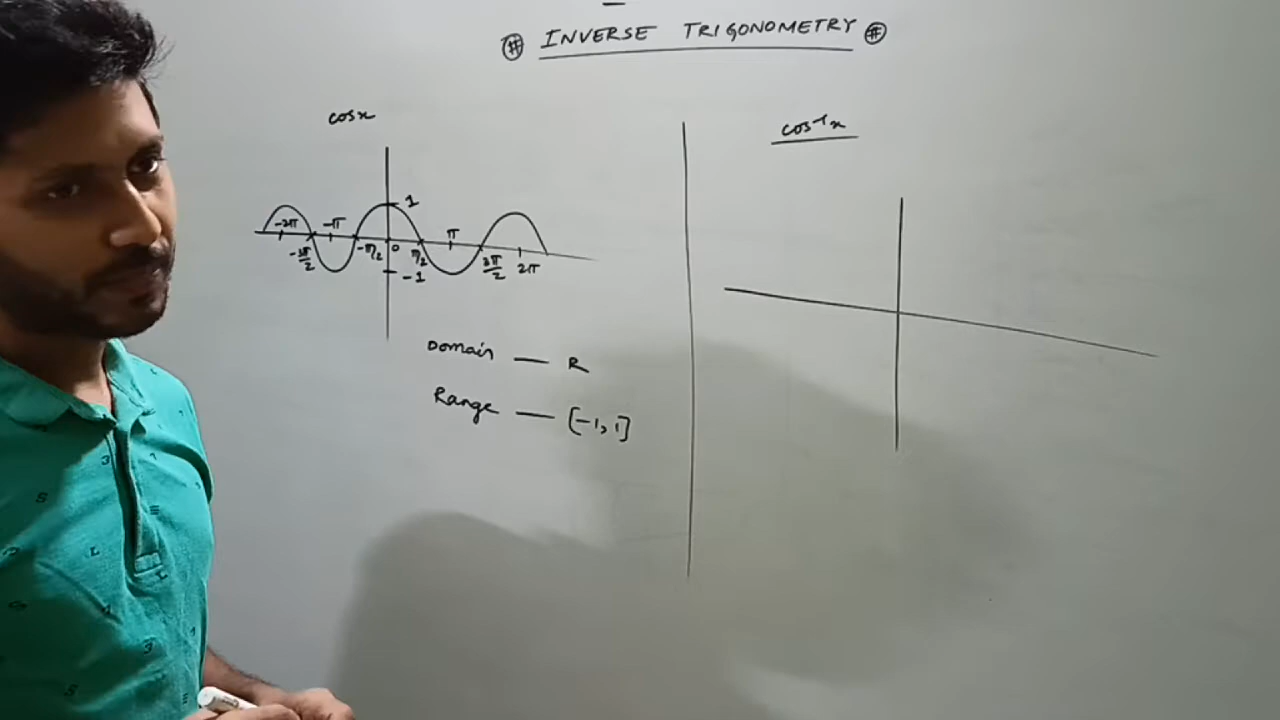 # INVERSE TRIGONOMETRY #
cosx
1
-2π -π π
-3π/2 -π/2 0 π/2 3π/2 2π
-1
Domain — R
Range — [-1, 1]
cos⁻¹x